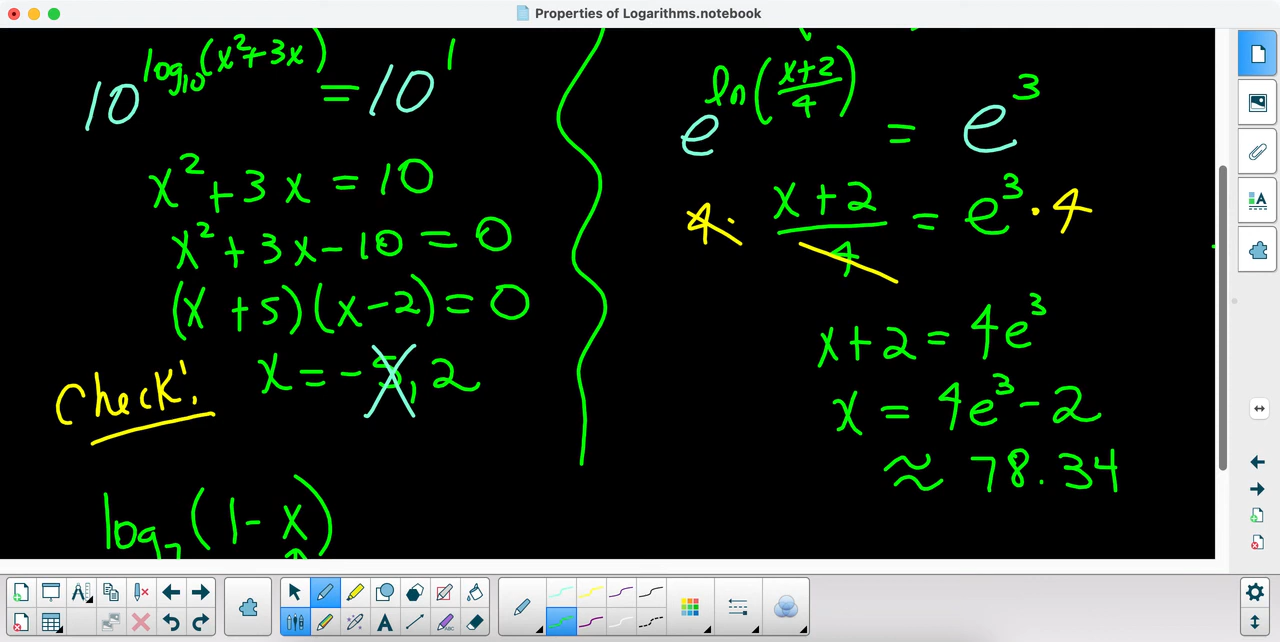 Properties of Logarithms.notebook
10^log₁₀(x²+3x) = 10¹
x² + 3x = 10
x² + 3x - 10 = 0
(x + 5)(x - 2) = 0
x = -5, 2
Check!
log₇(1 - x)
e^ln((x+2)/4) = e³
4 · (x+2)/4 = e³ · 4
x + 2 = 4e³
x = 4e³ - 2
≈ 78.34